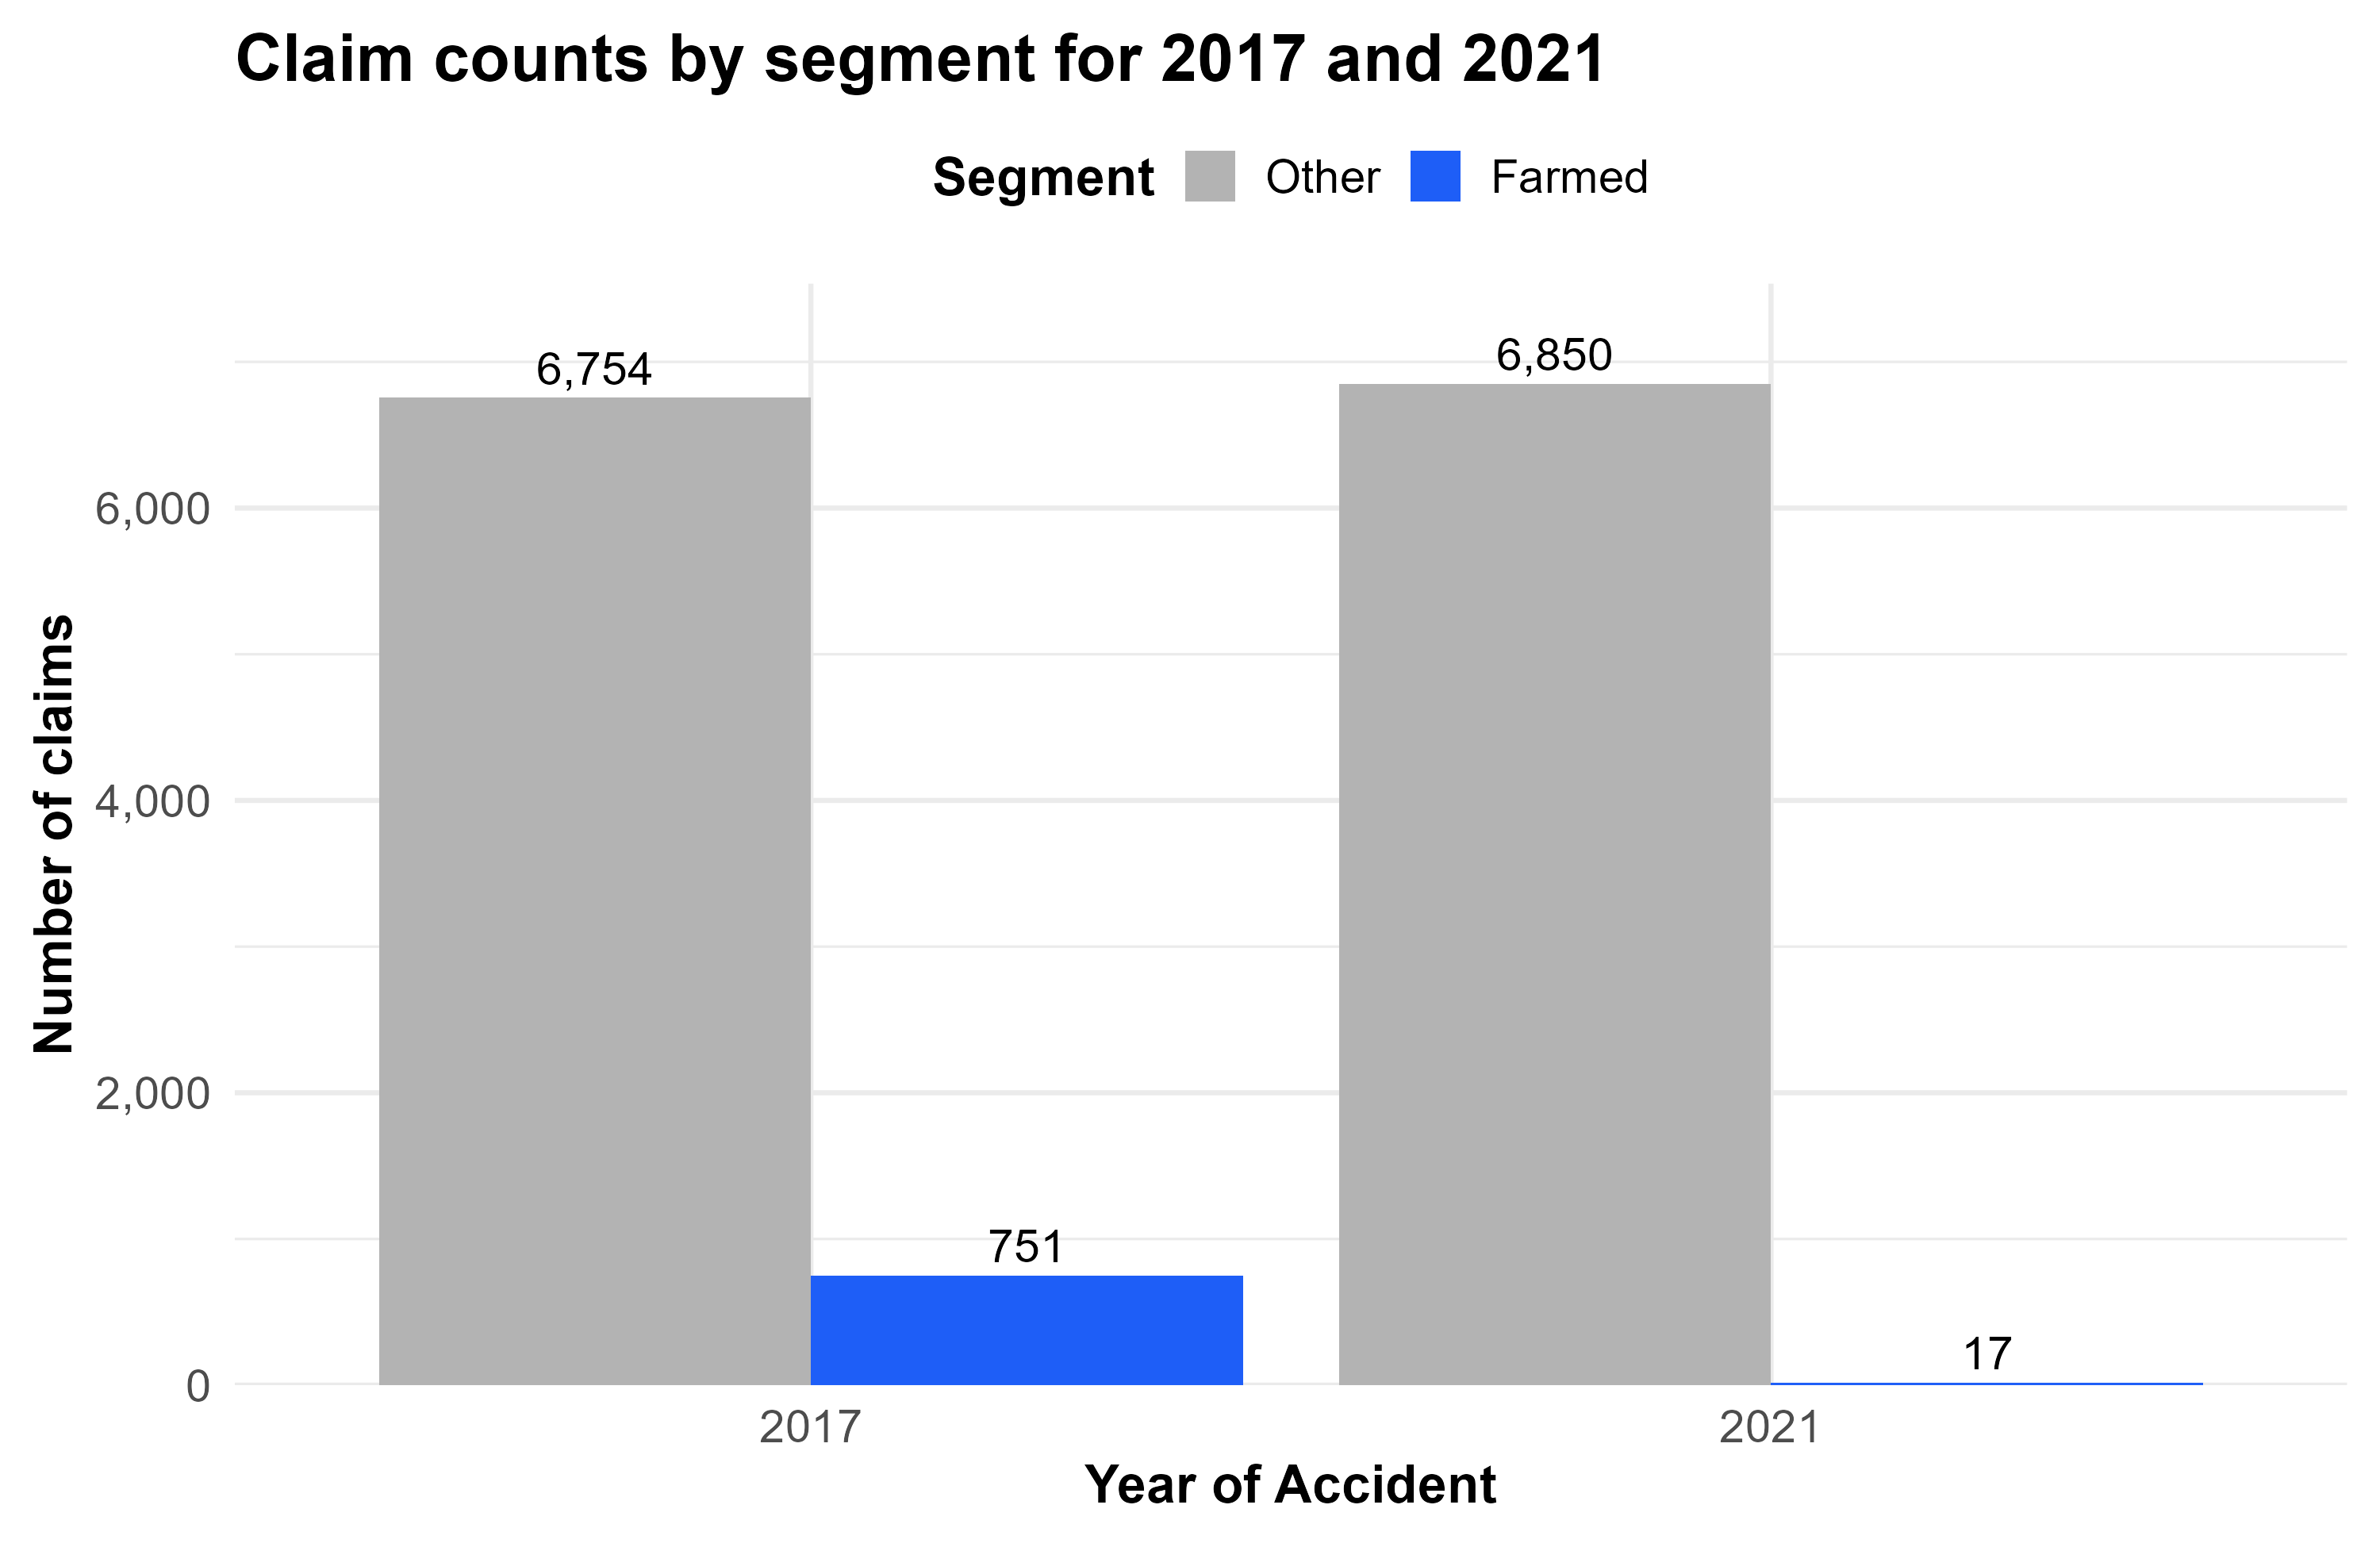 Claim counts by segment for 2017 and 2021
Segment Other Farmed
6,754
6,850
751
17
6,000
4,000
2,000
0
Number of claims
2017 2021
Year of Accident